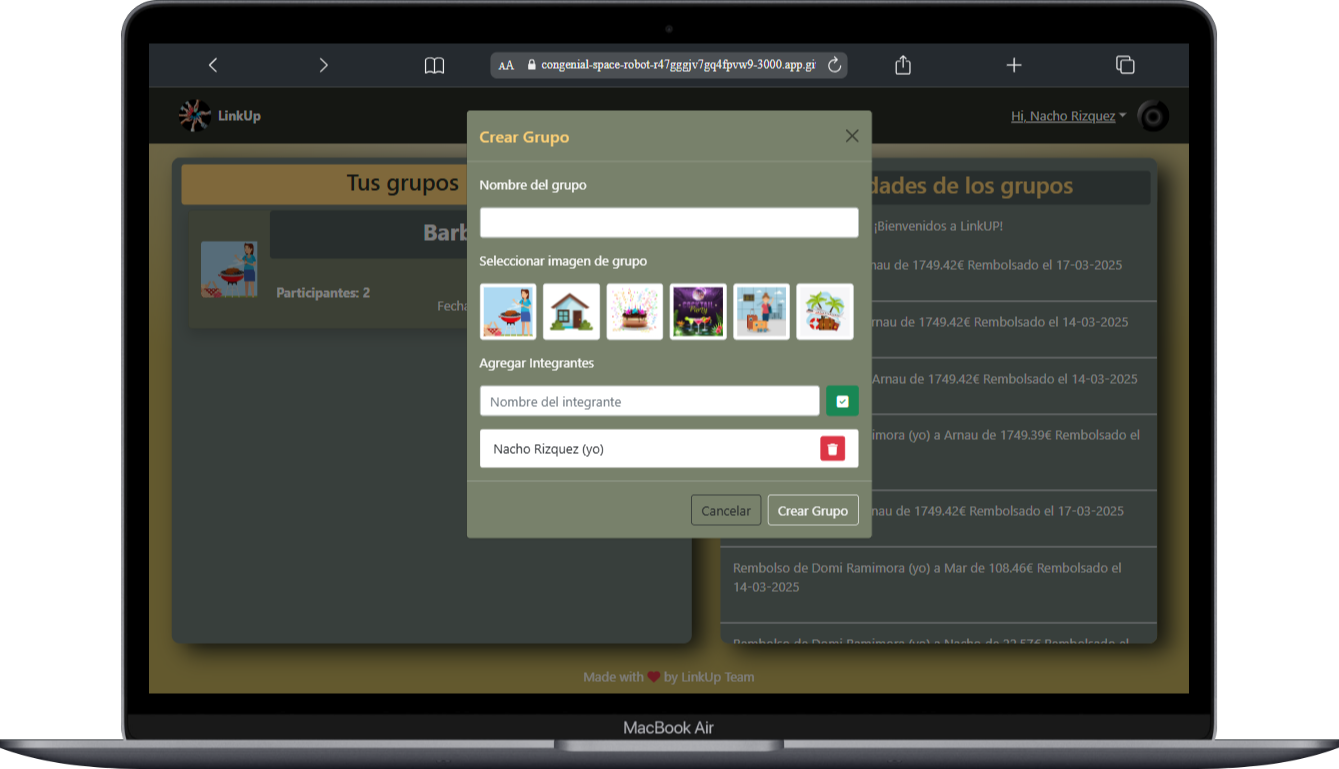 AA congenial-space-robot-r47gggjv7gq4fpvw9-3000.app.gi
LinkUp
Hi, Nacho Rizquez
Crear Grupo
Nombre del grupo
Seleccionar imagen de grupo
COCKTAIL
Party
Agregar Integrantes
Nombre del integrante
Nacho Rizquez (yo)
Cancelar
Crear Grupo
Tus grupos
Barb
Participantes: 2
Fecha
dades de los grupos
¡Bienvenidos a LinkUP!
nau de 1749.42€ Rembolsado el 17-03-2025
rnau de 1749.42€ Rembolsado el 14-03-2025
Arnau de 1749.42€ Rembolsado el 14-03-2025
imora (yo) a Arnau de 1749.39€ Rembolsado el
nau de 1749.42€ Rembolsado el 17-03-2025
Rembolso de Domi Ramimora (yo) a Mar de 108.46€ Rembolsado el
14-03-2025
Rembolso de Domi Ramimora (yo) a Nacho de 22.57€ Rembolsado el
Made with ❤ by LinkUp Team
MacBook Air